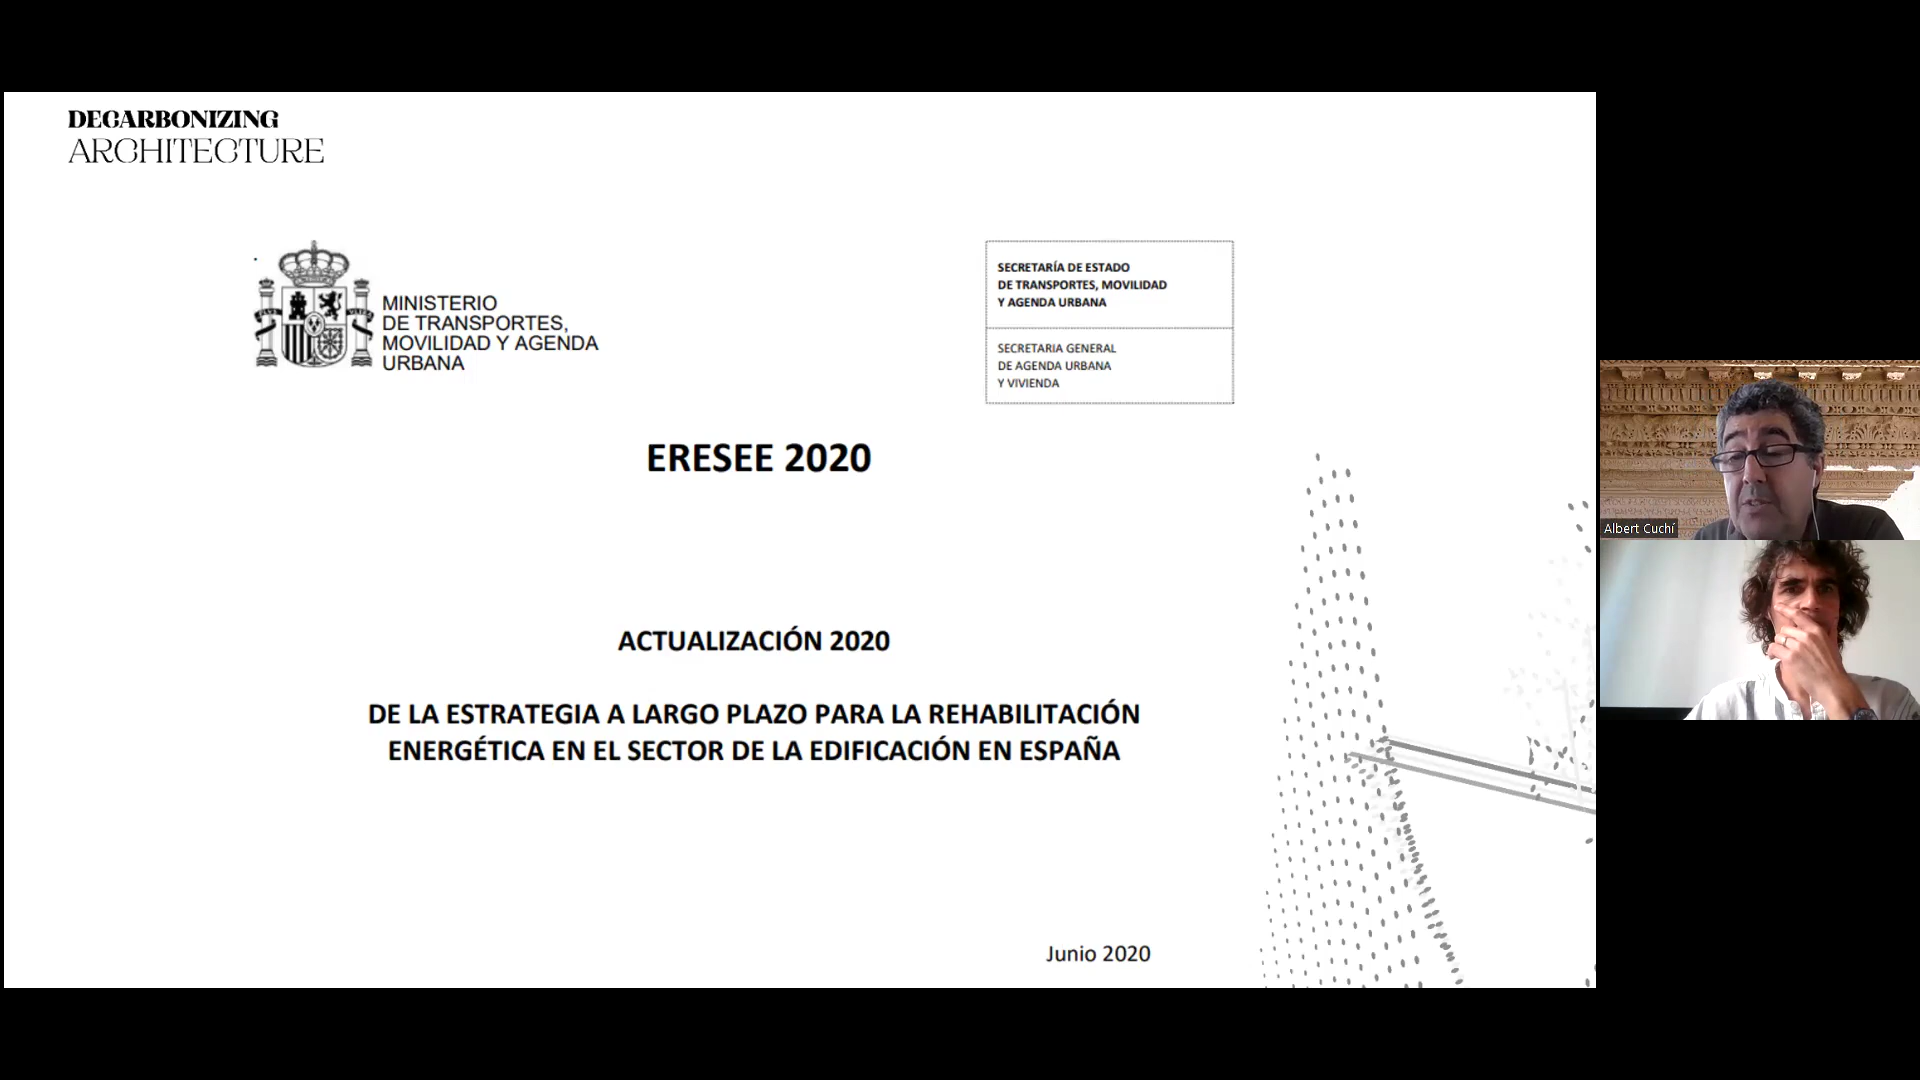 DECARBONIZING
ARCHITECTURE
PLUS
MINISTERIO
DE TRANSPORTES,
MOVILIDAD Y AGENDA
URBANA
SECRETARÍA DE ESTADO
DE TRANSPORTES, MOVILIDAD
Y AGENDA URBANA
SECRETARIA GENERAL
DE AGENDA URBANA
Y VIVIENDA
ERESEE 2020
ACTUALIZACIÓN 2020
DE LA ESTRATEGIA A LARGO PLAZO PARA LA REHABILITACIÓN
ENERGÉTICA EN EL SECTOR DE LA EDIFICACIÓN EN ESPAÑA
Junio 2020
Albert Cuchí